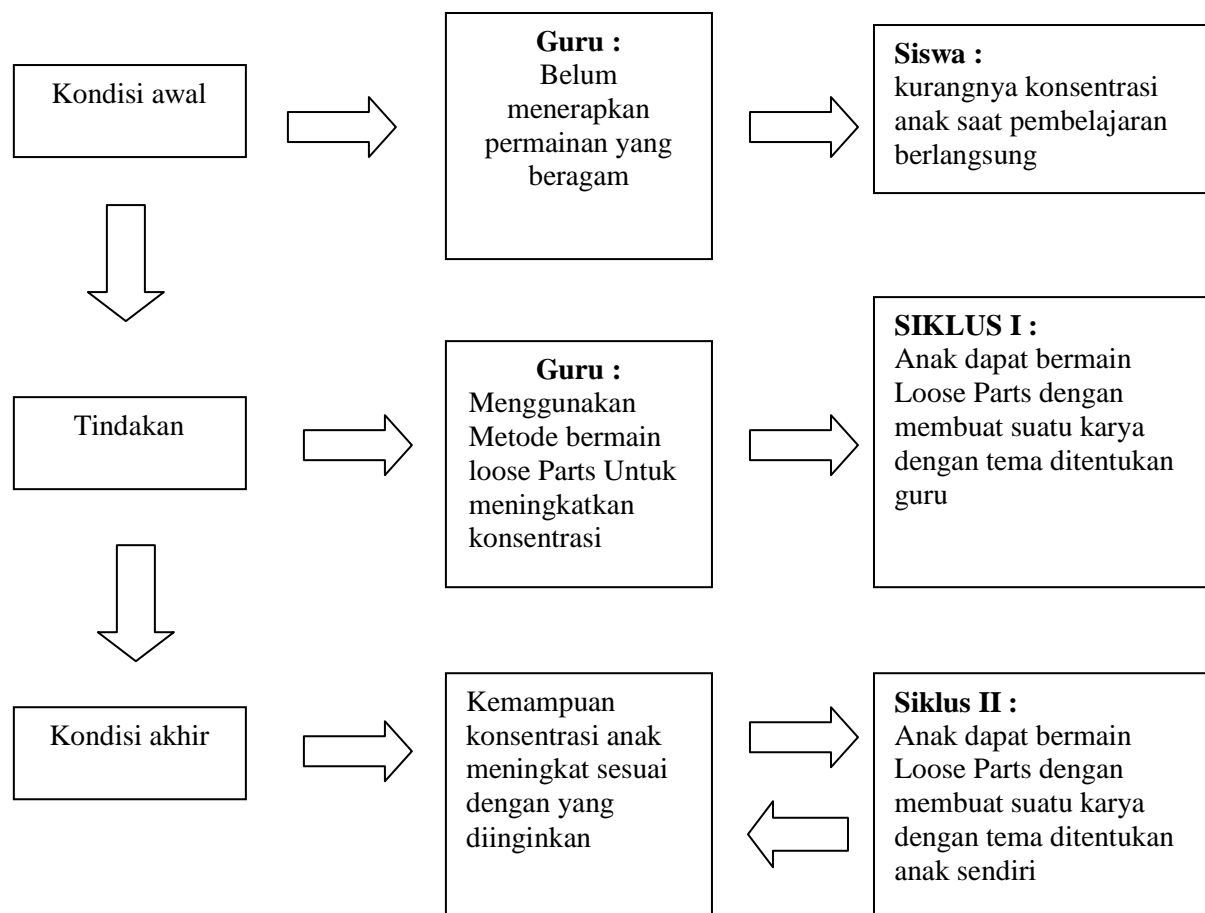 Kondisi awal
Guru :
Belum
menerapkan
permainan yang
beragam
Siswa :
kurangnya konsentrasi
anak saat pembelajaran
berlangsung
Tindakan
Guru :
Menggunakan
Metode bermain
loose Parts Untuk
meningkatkan
konsentrasi
SIKLUS I :
Anak dapat bermain
Loose Parts dengan
membuat suatu karya
dengan tema ditentukan
guru
Kondisi akhir
Kemampuan
konsentrasi anak
meningkat sesuai
dengan yang
diinginkan
Siklus II :
Anak dapat bermain
Loose Parts dengan
membuat suatu karya
dengan tema ditentukan
anak sendiri